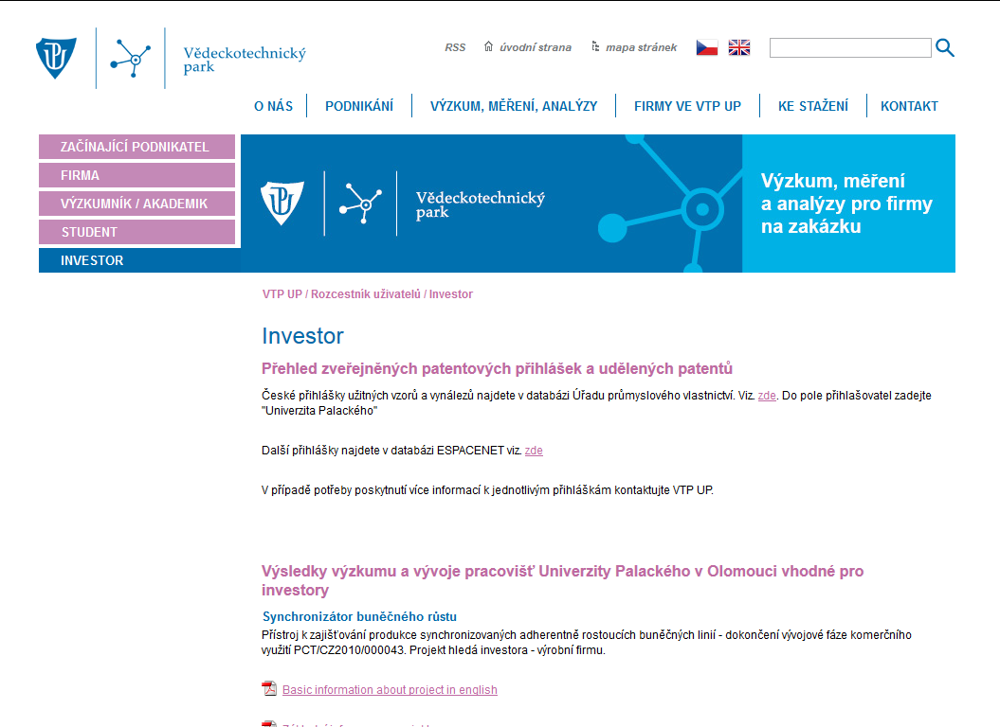 Vědeckotechnický
park
RSS
úvodní strana
mapa stránek
O NÁS
PODNIKÁNÍ
VÝZKUM, MĚŘENÍ, ANALÝZY
FIRMY VE VTP UP
KE STAŽENÍ
KONTAKT
ZAČÍNAJÍCÍ PODNIKATEL
FIRMA
VÝZKUMNÍK / AKADEMIK
STUDENT
INVESTOR
Vědeckotechnický
park
Výzkum, měření
a analýzy pro firmy
na zakázku
VTP UP / Rozcestník uživatelů / Investor
Investor
Přehled zveřejněných patentových přihlášek a udělených patentů
České přihlášky užitných vzorů a vynálezů najdete v databázi Úřadu průmyslového vlastnictví. Viz. zde. Do pole přihlašovatel zadejte
"Univerzita Palackého"
Další přihlášky najdete v databázi ESPACENET viz. zde
V případě potřeby poskytnutí více informací k jednotlivým přihláškám kontaktujte VTP UP.
Výsledky výzkumu a vývoje pracovišť Univerzity Palackého v Olomouci vhodné pro
investory
Synchronizátor buněčného růstu
Přístroj k zajišťování produkce synchronizovaných adherentně rostoucích buněčných linií - dokončení vývojové fáze komerčního
využití PCT/CZ2010/000043. Projekt hledá investora - výrobní firmu.
Basic information about project in english